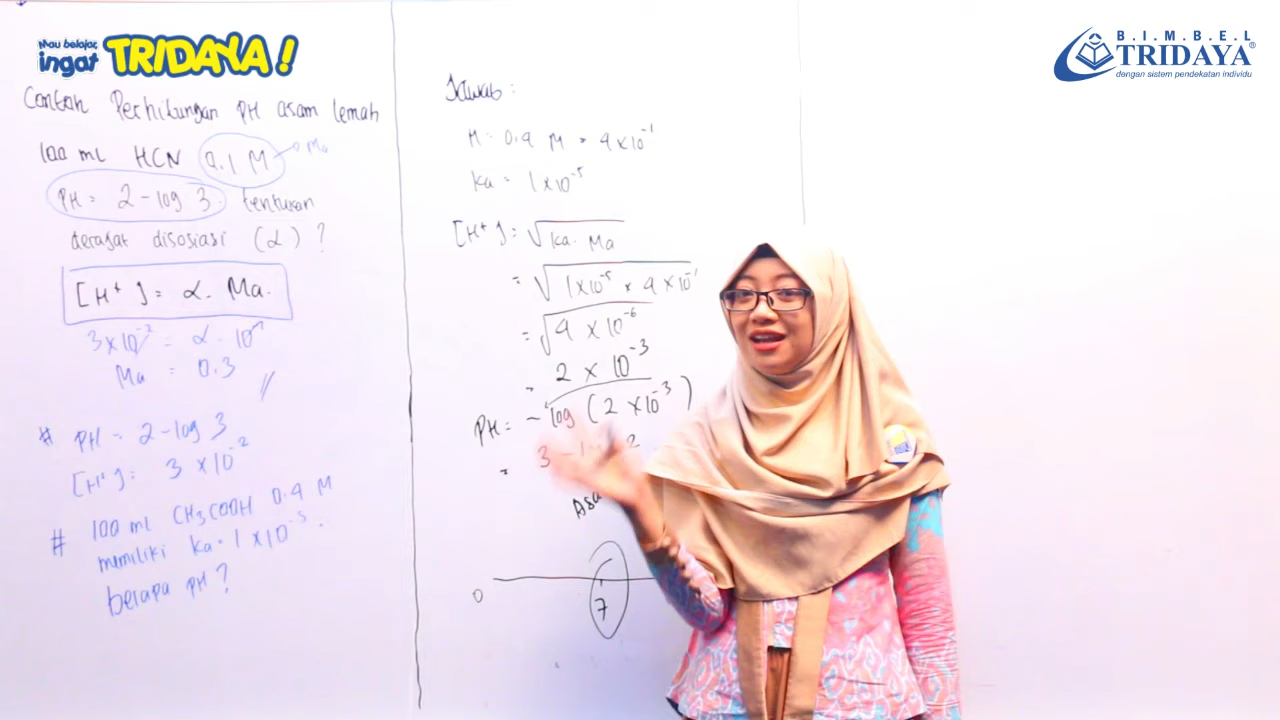 Mau belajar,
ingat TRIDAYA!
B.I.M.B.E.L
TRIDAYA®
dengan sistem pendekatan individu
Contoh Perhitungan PH asam lemah
100 ml HCN 0.1 M Ma
PH = 2 - log 3 tentukan
derajat disosiasi (α) ?
[H⁺] = α. Ma.
3×10⁻² = α . 10⁻¹
Ma = 0.3 //
# PH = 2 - log 3
[H⁺] = 3 × 10⁻²
# 100 ml CH₃COOH 0.4 M
memiliki ka = 1 × 10⁻⁵.
berapa PH ?
Jawab :
M = 0.4 M = 4×10⁻¹
ka = 1×10⁻⁵
[H⁺] = √ka. Ma
= √1×10⁻⁵ × 4×10⁻¹
= √4 × 10⁻⁶
= 2 × 10⁻³
PH = - log (2 × 10⁻³)
= 3 - 2
Asa
0 7